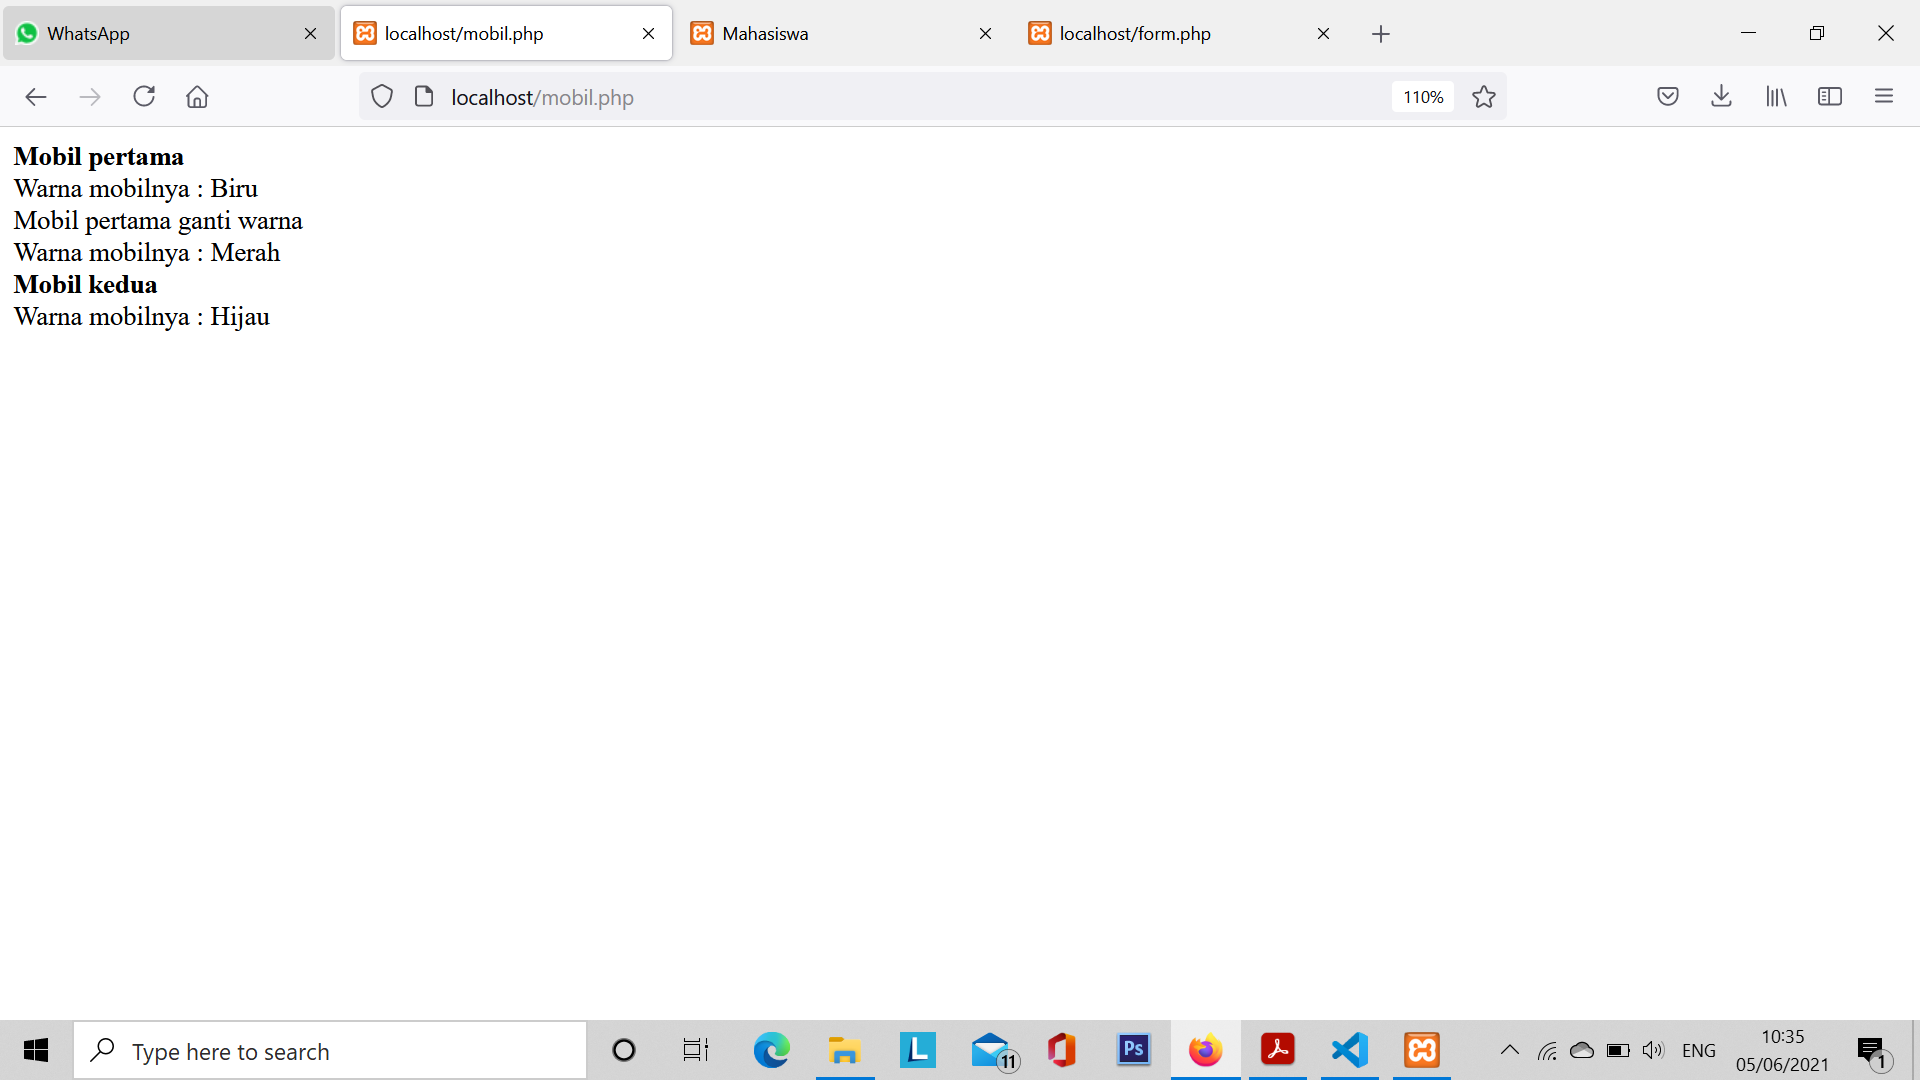 WhatsApp
localhost/mobil.php
Mahasiswa
localhost/form.php
localhost/mobil.php
110%
Mobil pertama
Warna mobilnya : Biru
Mobil pertama ganti warna
Warna mobilnya : Merah
Mobil kedua
Warna mobilnya : Hijau
Type here to search
L
11
Ps
ENG
10:35
05/06/2021
1